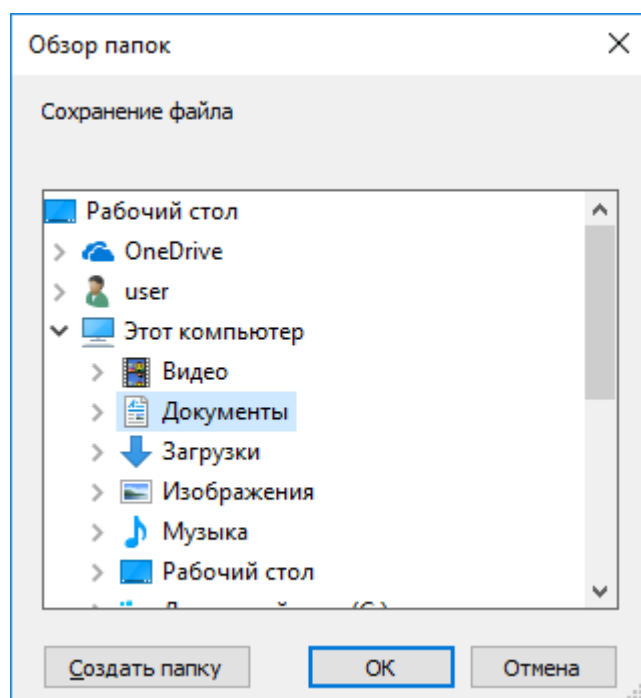 Обзор папок
Сохранение файла
Рабочий стол
OneDrive
user
Этот компьютер
Видео
Документы
Загрузки
Изображения
Музыка
Рабочий стол
(C:)
Создать папку
OK
Отмена